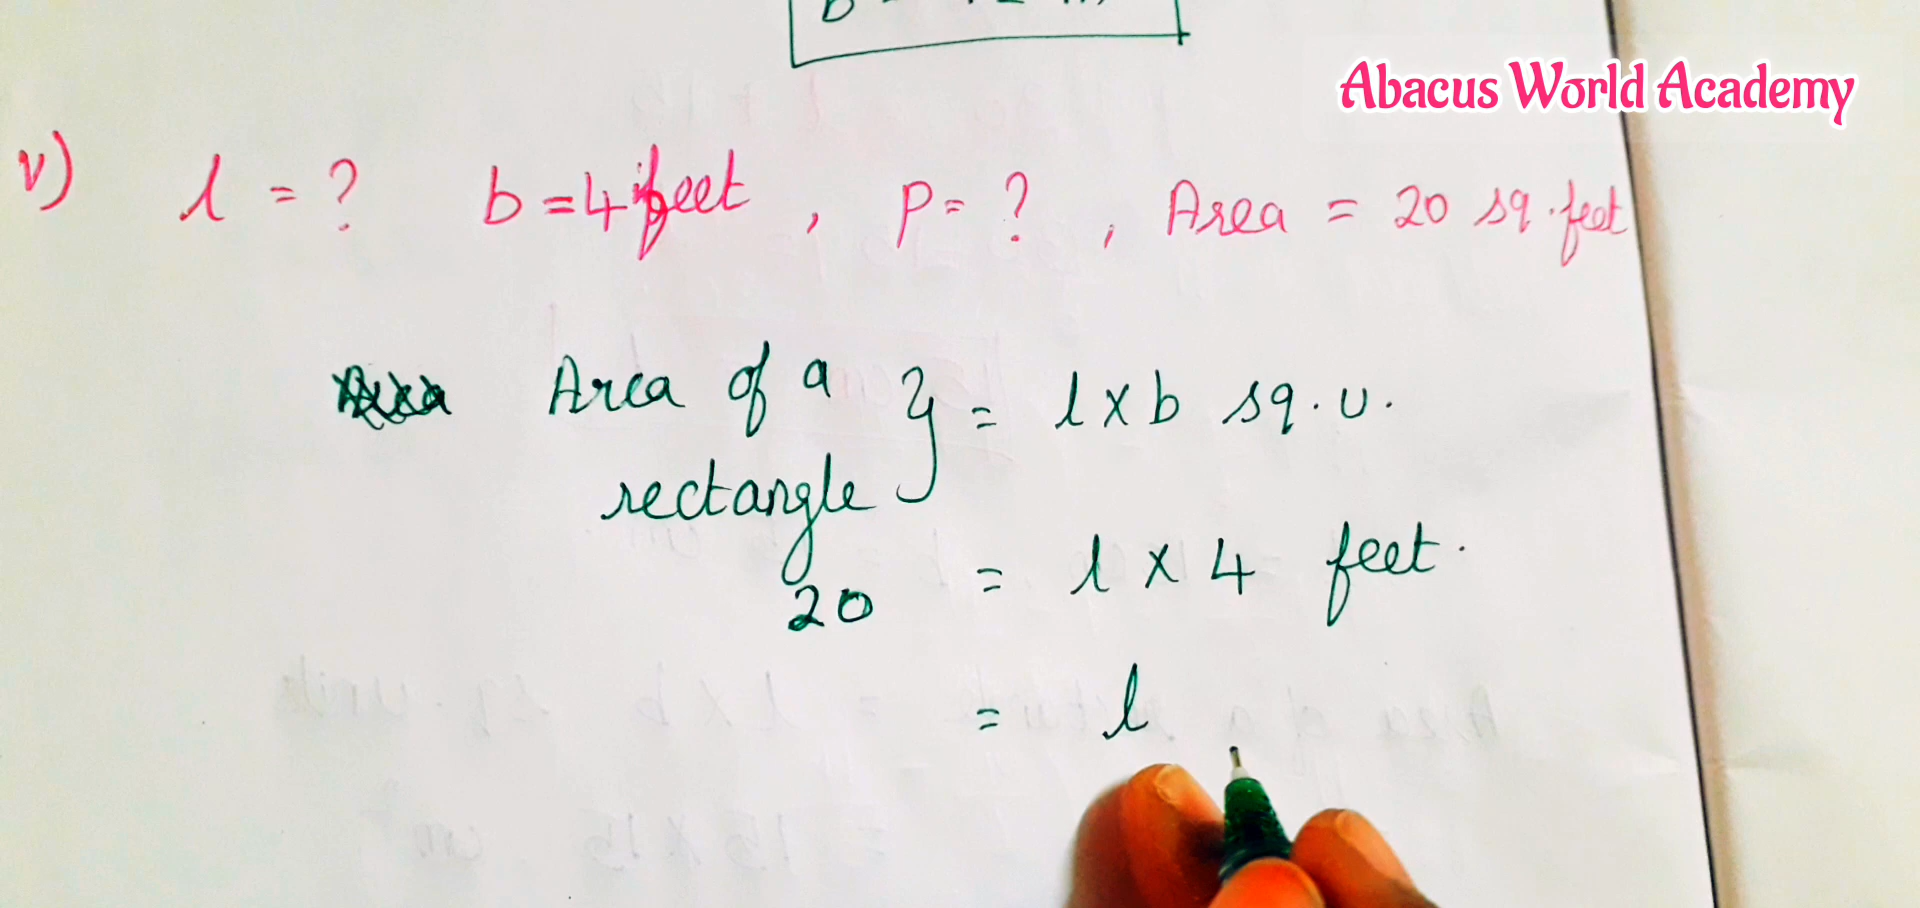 Abacus World Academy
v) l = ? b = 4 feet , P = ? , Area = 20 sq. feet
Area of a } = l x b sq. u.
rectangle
20 = l x 4 feet.
= l